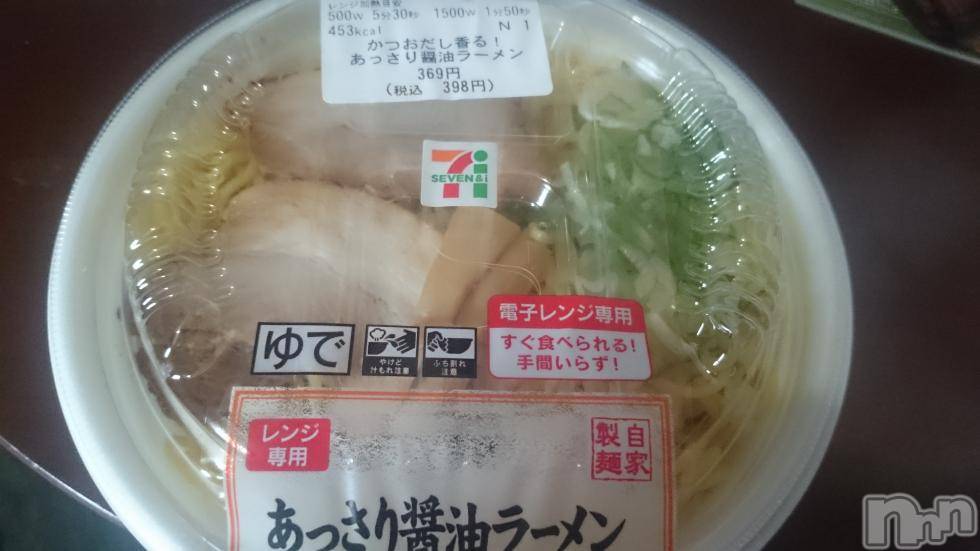 レンジ加熱目安
500W 5分30秒 1500W 1分50秒
453kcal N 1
かつおだし香る！
あっさり醤油ラーメン
369円
(税込 398円)
7i
SEVEN&i
ゆで
やけど
汁もれ注意
ふち割れ
注意
電子レンジ専用
すぐ食べられる！
手間いらず！
レンジ
専用
自家
製麺
あっさり醤油ラーメン
nnn